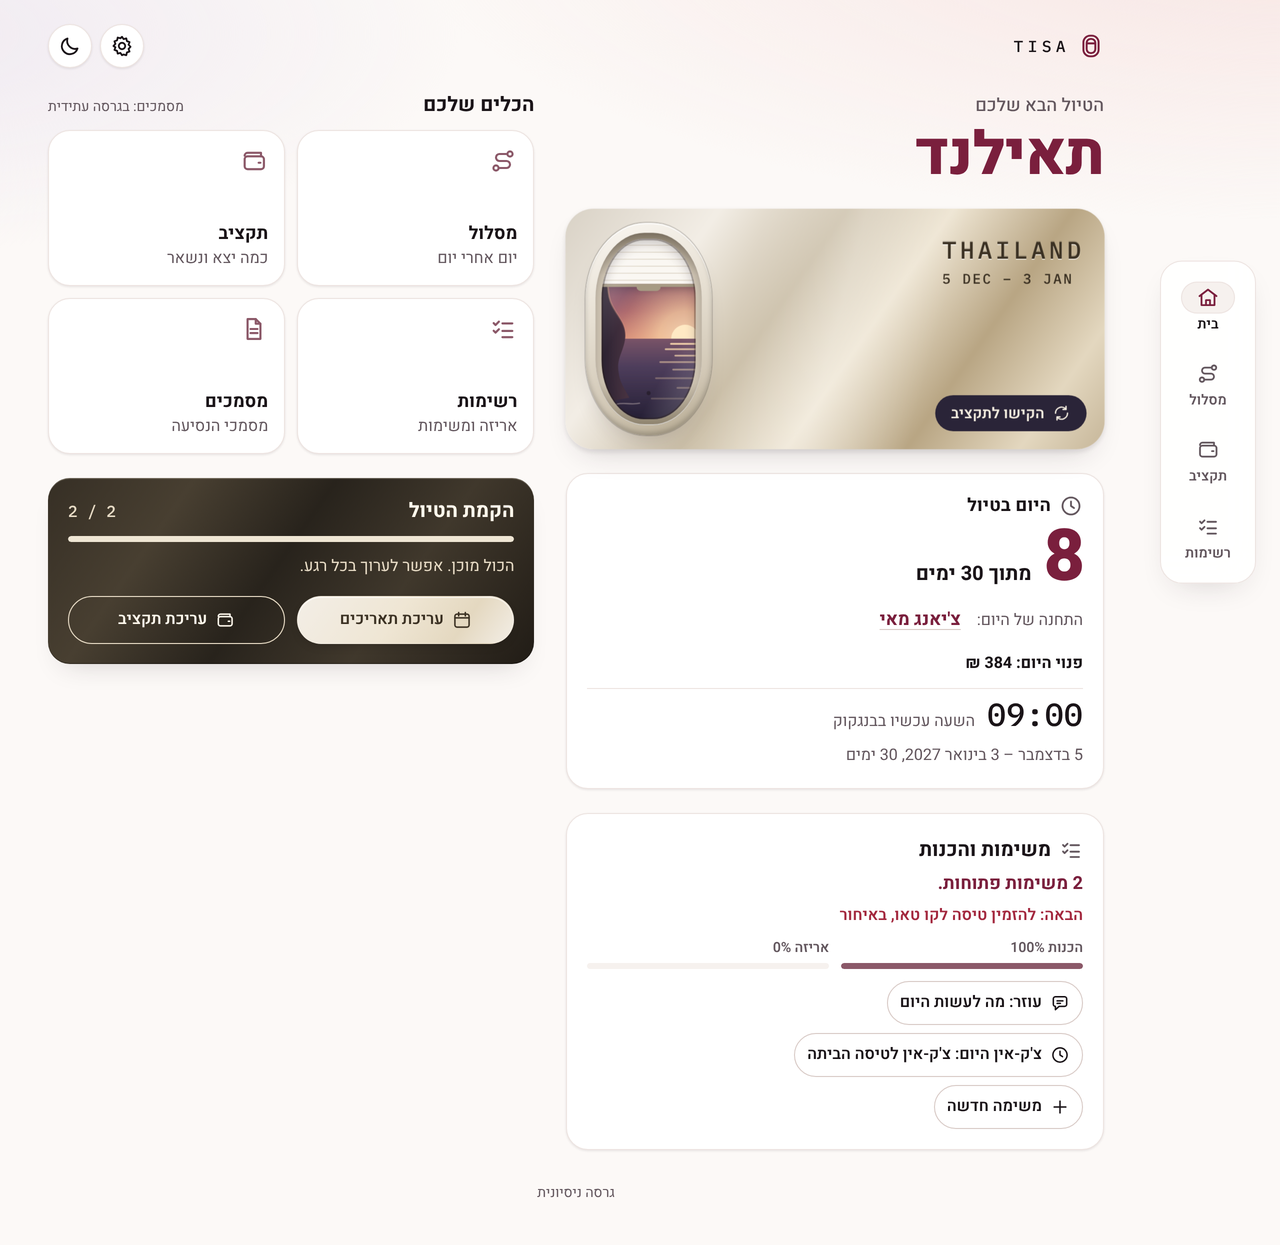 TISA
הטיול הבא שלכם
תאילנד
THAILAND
5 DEC – 3 JAN
הקישו לתקציב
היום בטיול
8 מתוך 30 ימים
התחנה של היום: צ'יאנג מאי
פנוי היום: 384 ₪
09:00 השעה עכשיו בבנגקוק
5 בדצמבר – 3 בינואר 2027, 30 ימים
משימות והכנות
2 משימות פתוחות.
הבאה: להזמין טיסה לקו טאו, באיחור
הכנות 100% אריזה 0%
עוזר: מה לעשות היום
צ'ק-אין היום: צ'ק-אין לטיסה הביתה
משימה חדשה
הכלים שלכם
מסמכים: בגרסה עתידית
מסלול
יום אחרי יום
תקציב
כמה יצא ונשאר
רשימות
אריזה ומשימות
מסמכים
מסמכי הנסיעה
הקמת הטיול
2 / 2
הכול מוכן. אפשר לערוך בכל רגע.
עריכת תאריכים
עריכת תקציב
בית
מסלול
תקציב
רשימות
גרסה ניסיונית